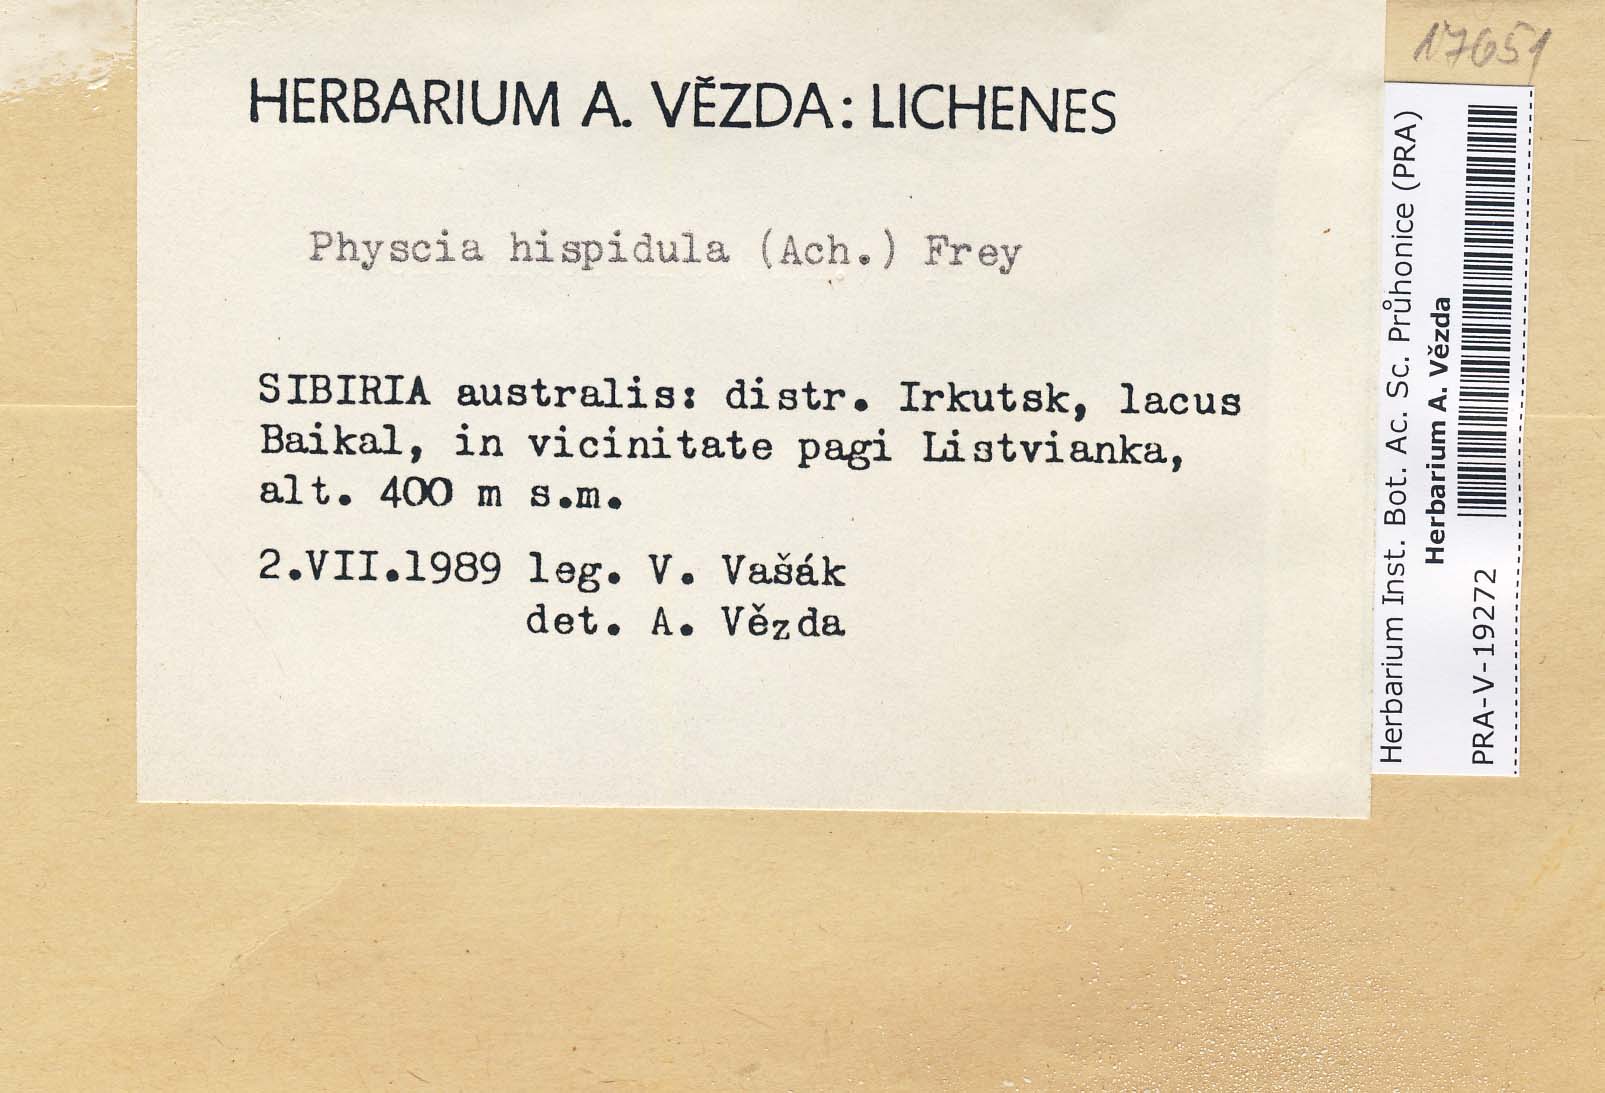 17651
HERBARIUM A. VĚZDA: LICHENES
Physcia hispidula (Ach.) Frey
SIBIRIA australis: distr. Irkutsk, lacus
Baikal, in vicinitate pagi Listvianka,
alt. 400 m s.m.
2.VII.1989 leg. V. Vašák
det. A. Vězda
Herbarium Inst. Bot. Ac. Sc. Průhonice (PRA)
Herbarium A. Vězda
PRA-V-19272